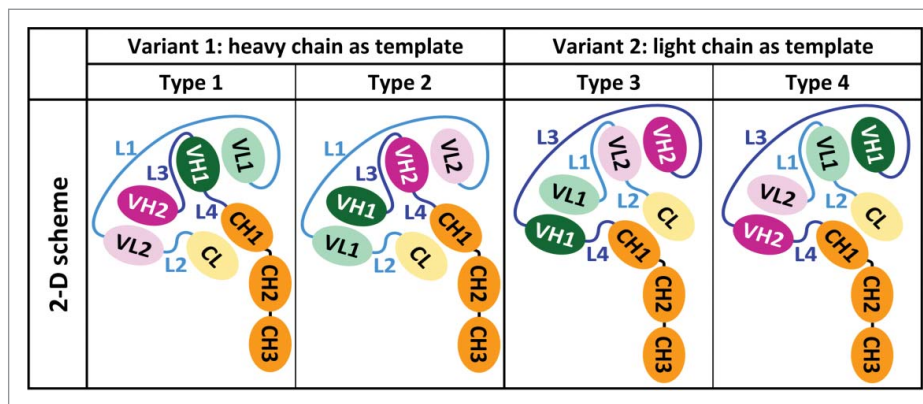 Variant 1: heavy chain as template
Variant 2: light chain as template
Type 1
Type 2
Type 3
Type 4
2-D scheme
L1
L3
VH1
VL1
VH2
L4
CH1
VL2
L2
CL
CH2
CH3
L1
L3
VH2
VL2
VH1
L4
CH1
VL1
L2
CL
CH2
CH3
L3
L1
VL2
VH2
VL1
L2
CL
VH1
L4
CH1
CH2
CH3
L3
L1
VL1
VH1
VL2
L2
CL
VH2
L4
CH1
CH2
CH3